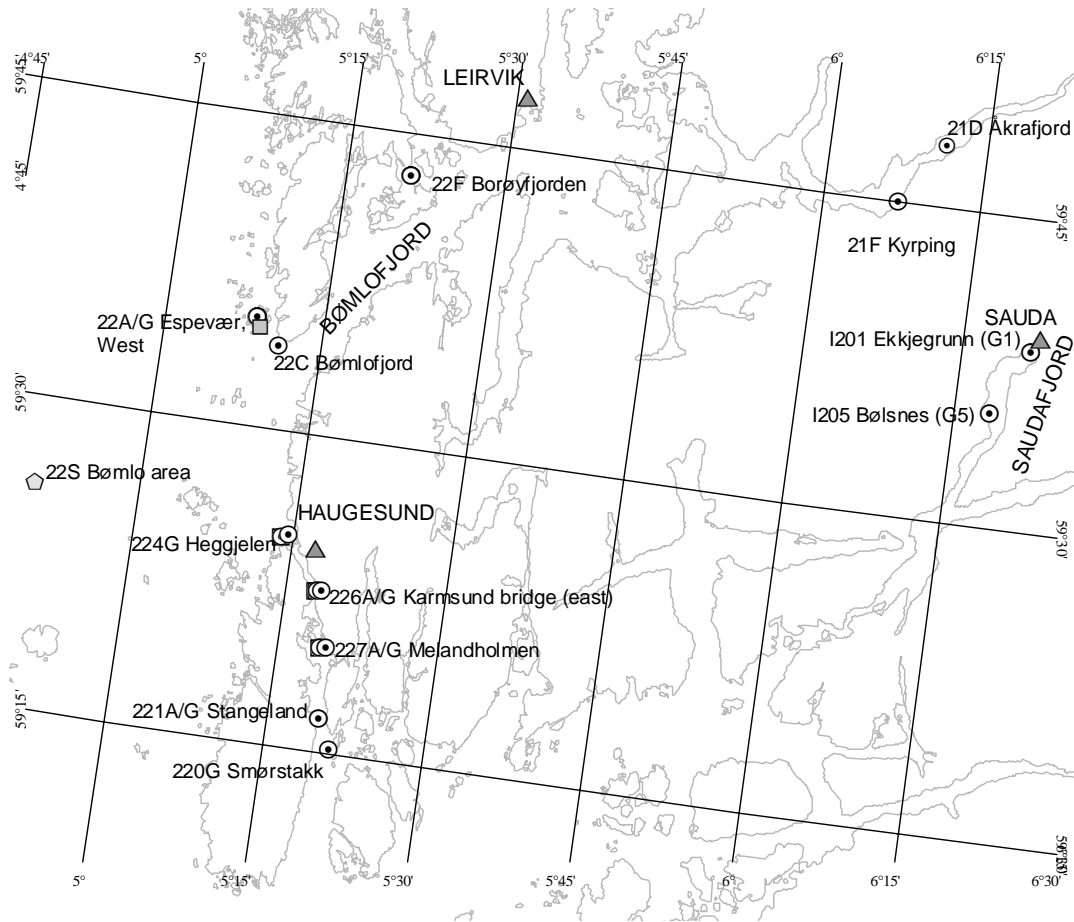 4°45'
5°
5°15'
5°30'
5°45'
6°
6°15'
59°45'
4°45'
LEIRVIK
21D Åkrafjord
22F Borøyfjorden
59°45'
21F Kyrping
BØMLOFJORD
22A/G Espevær,
West
22C Bømlofjord
SAUDA
I201 Ekkjegrunn (G1)
I205 Bølsnes (G5)
SAUDAFJORD
59°30'
22S Bømlo area
HAUGESUND
59°30'
224G Heggjelen
226A/G Karmsund bridge (east)
227A/G Melandholmen
59°15'
221A/G Stangeland
220G Smørstakk
5°
5°15'
5°30'
5°45'
6°
6°15'
6°30'